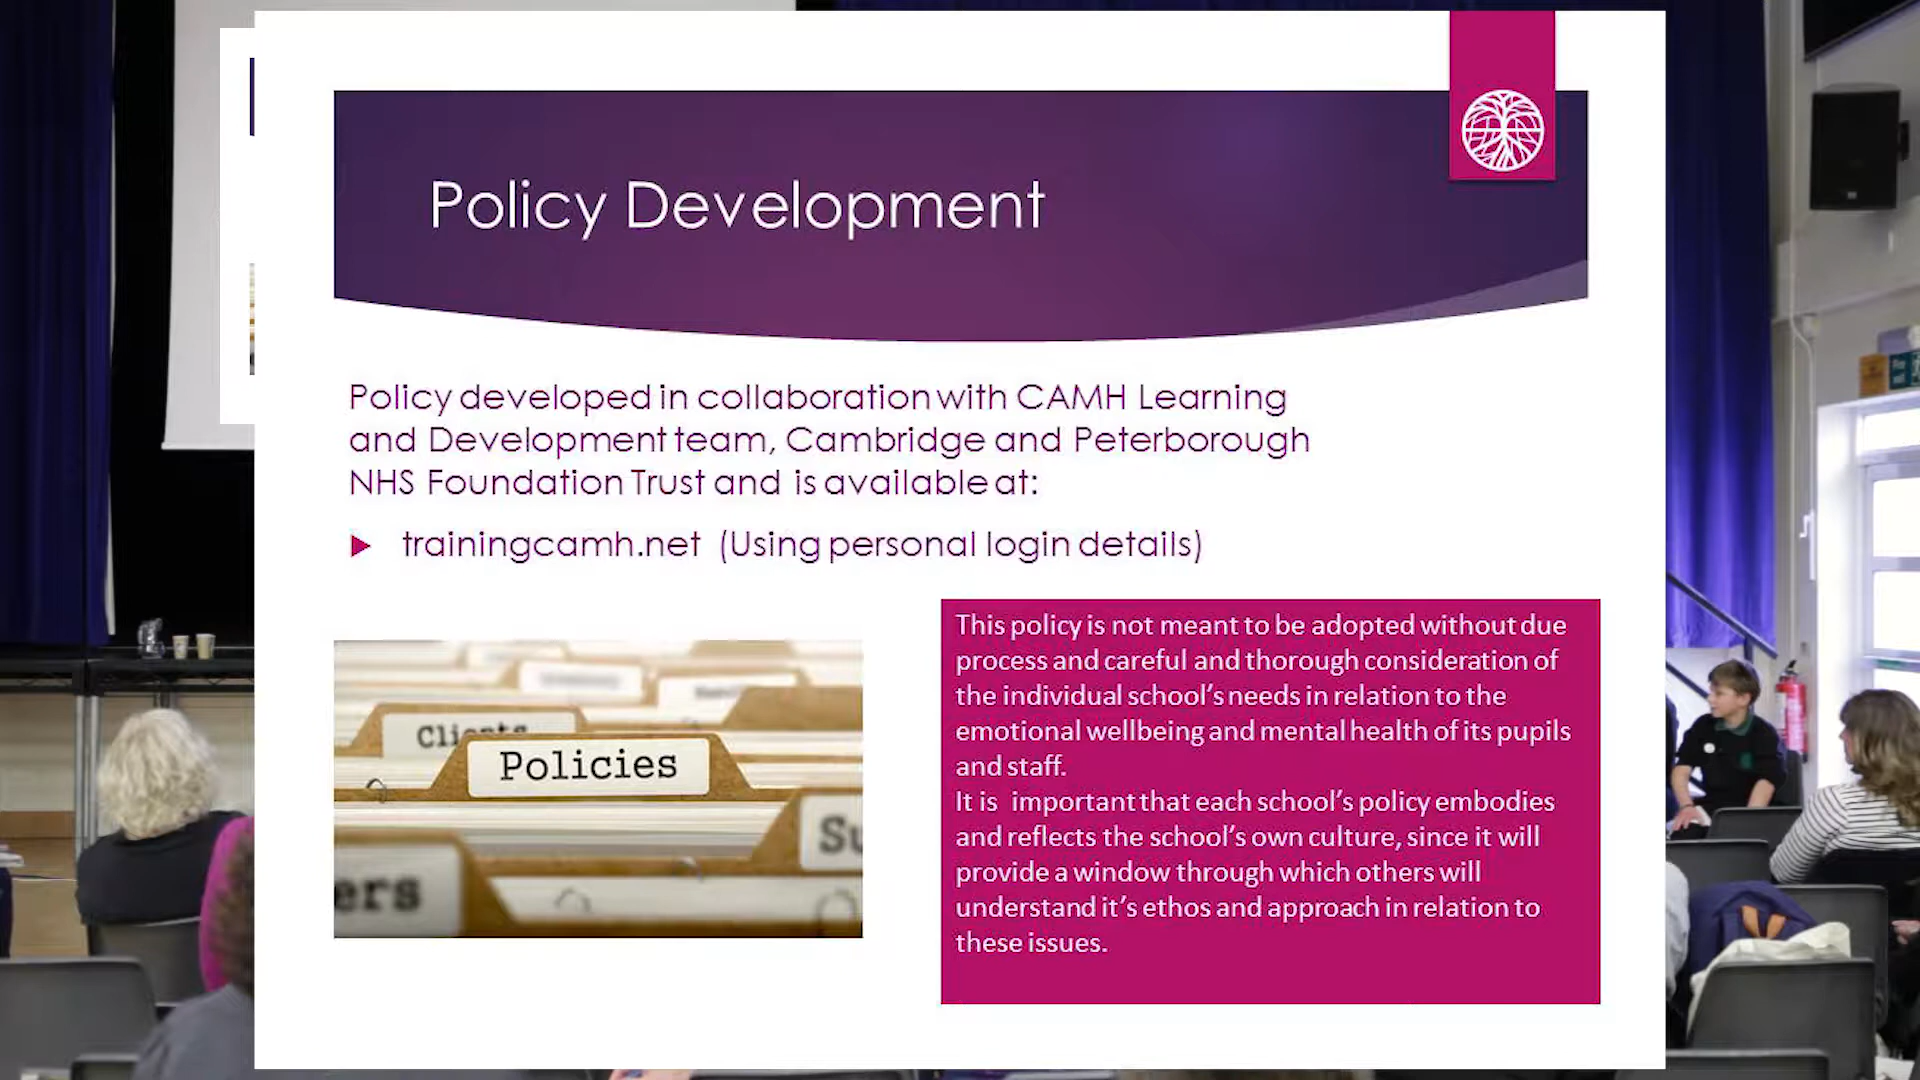 Policy Development
Policy developed in collaboration with CAMH Learning
and Development team, Cambridge and Peterborough
NHS Foundation Trust and is available at:
trainingcamh.net (Using personal login details)
Clients
Policies
Su
ers
This policy is not meant to be adopted without due
process and careful and thorough consideration of
the individual school's needs in relation to the
emotional wellbeing and mental health of its pupils
and staff.
It is important that each school's policy embodies
and reflects the school's own culture, since it will
provide a window through which others will
understand it's ethos and approach in relation to
these issues.